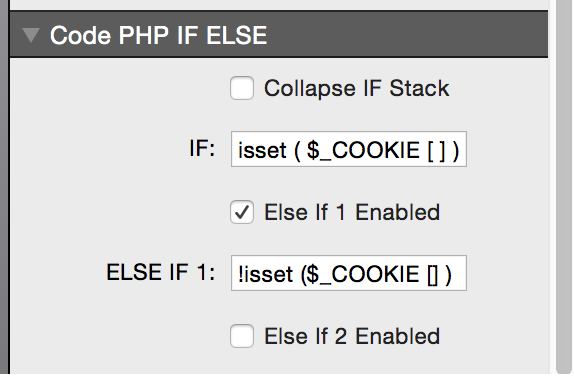 Code PHP IF ELSE
Collapse IF Stack
IF: isset ( $_COOKIE [ ] )
Else If 1 Enabled
ELSE IF 1: !isset ($_COOKIE [] )
Else If 2 Enabled